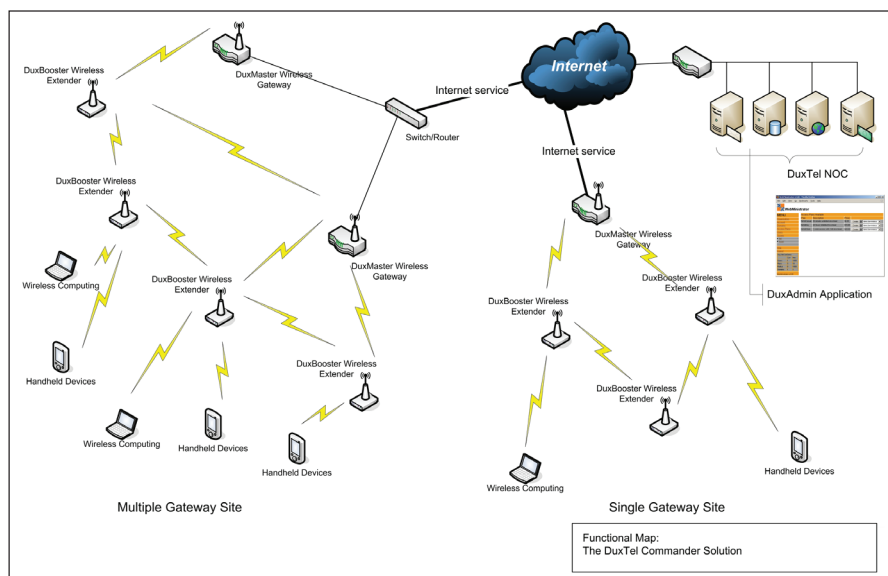 DuxBooster Wireless
Extender
DuxMaster Wireless
Gateway
Internet
Internet service
Switch/Router
Internet service
DuxTel NOC
DuxBooster Wireless
Extender
DuxMaster Wireless
Gateway
DuxMaster Wireless
Gateway
DuxAdmin Application
Wireless Computing
DuxBooster Wireless
Extender
DuxBooster Wireless
Extender
DuxBooster Wireless
Extender
Handheld Devices
DuxBooster Wireless
Extender
DuxBooster Wireless
Extender
Wireless Computing
Handheld Devices
Handheld Devices
Wireless Computing
Handheld Devices
Multiple Gateway Site
Single Gateway Site
Functional Map:
The DuxTel Commander Solution